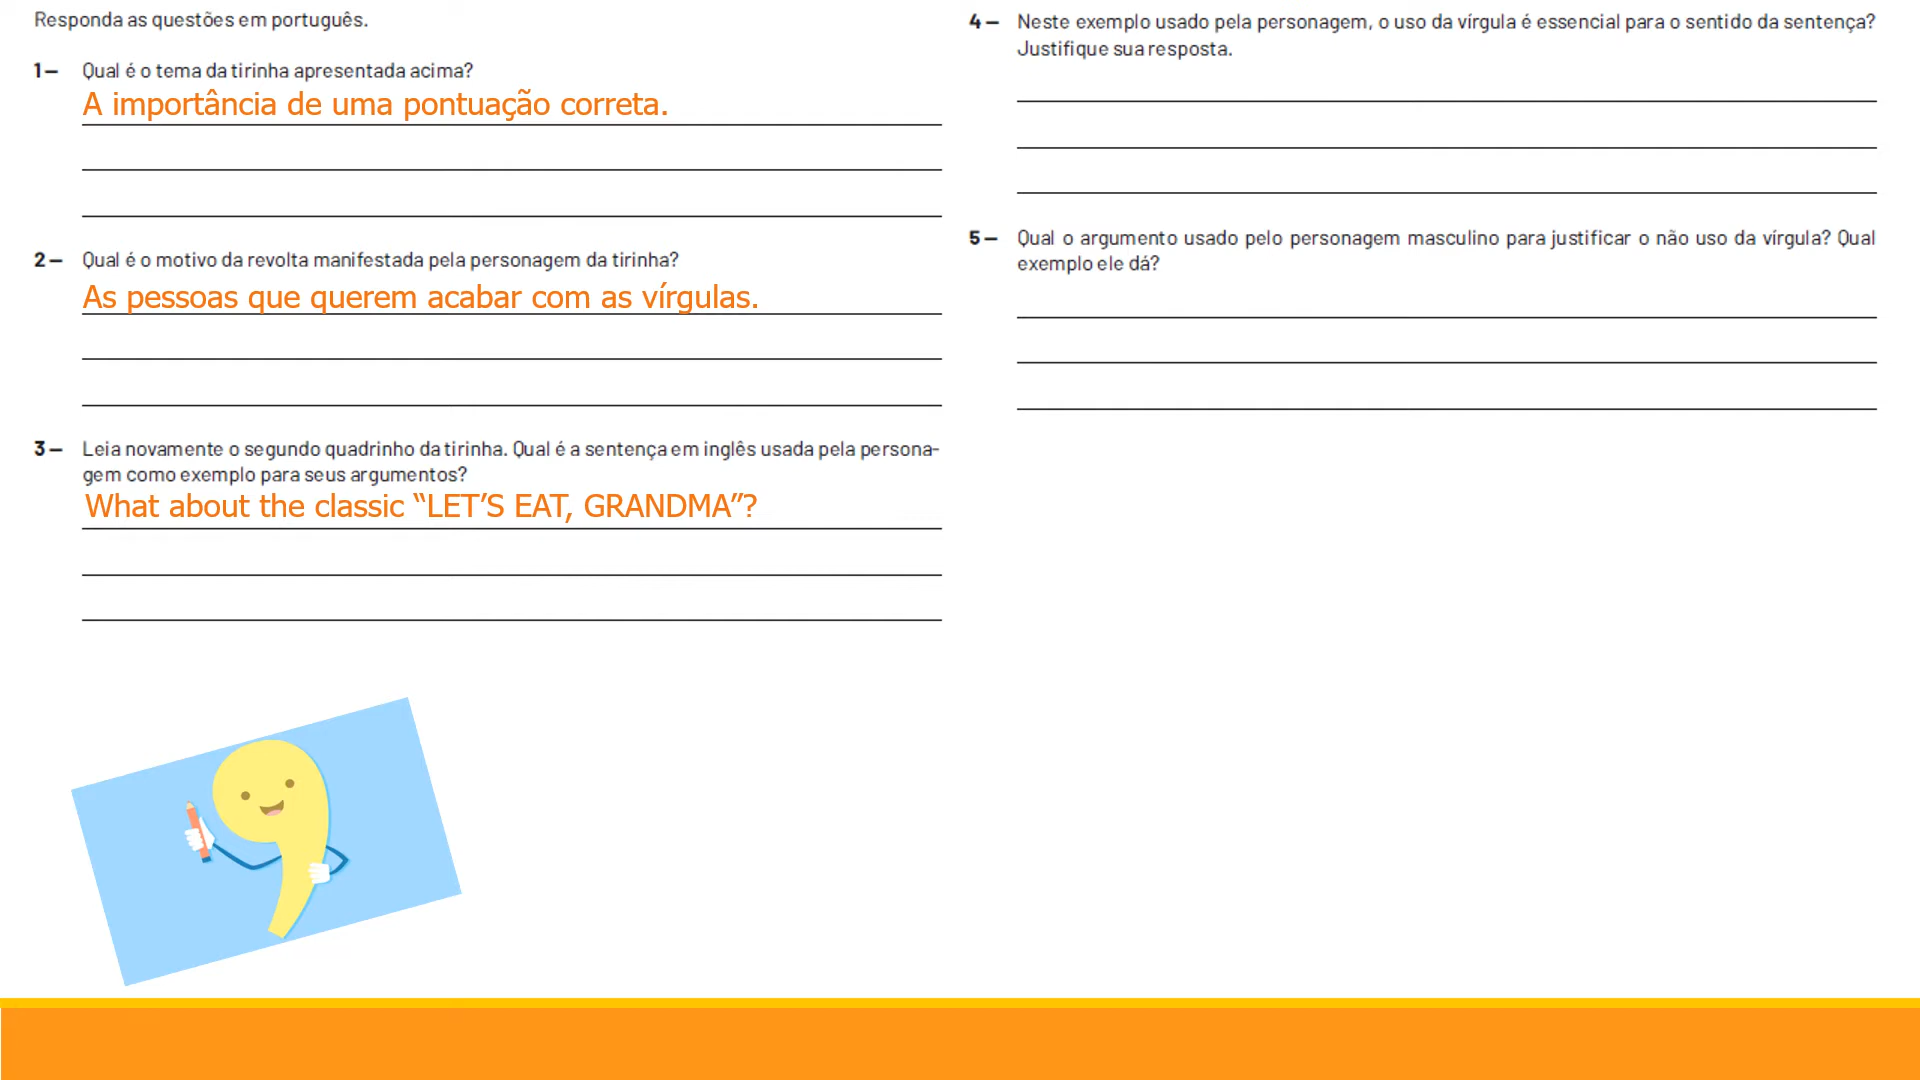 Responda as questões em português.
1 – Qual é o tema da tirinha apresentada acima?
A importância de uma pontuação correta.
2 – Qual é o motivo da revolta manifestada pela personagem da tirinha?
As pessoas que querem acabar com as vírgulas.
3 – Leia novamente o segundo quadrinho da tirinha. Qual é a sentença em inglês usada pela persona-
gem como exemplo para seus argumentos?
What about the classic “LET’S EAT, GRANDMA”?
4 – Neste exemplo usado pela personagem, o uso da vírgula é essencial para o sentido da sentença?
Justifique sua resposta.
5 – Qual o argumento usado pelo personagem masculino para justificar o não uso da vírgula? Qual
exemplo ele dá?